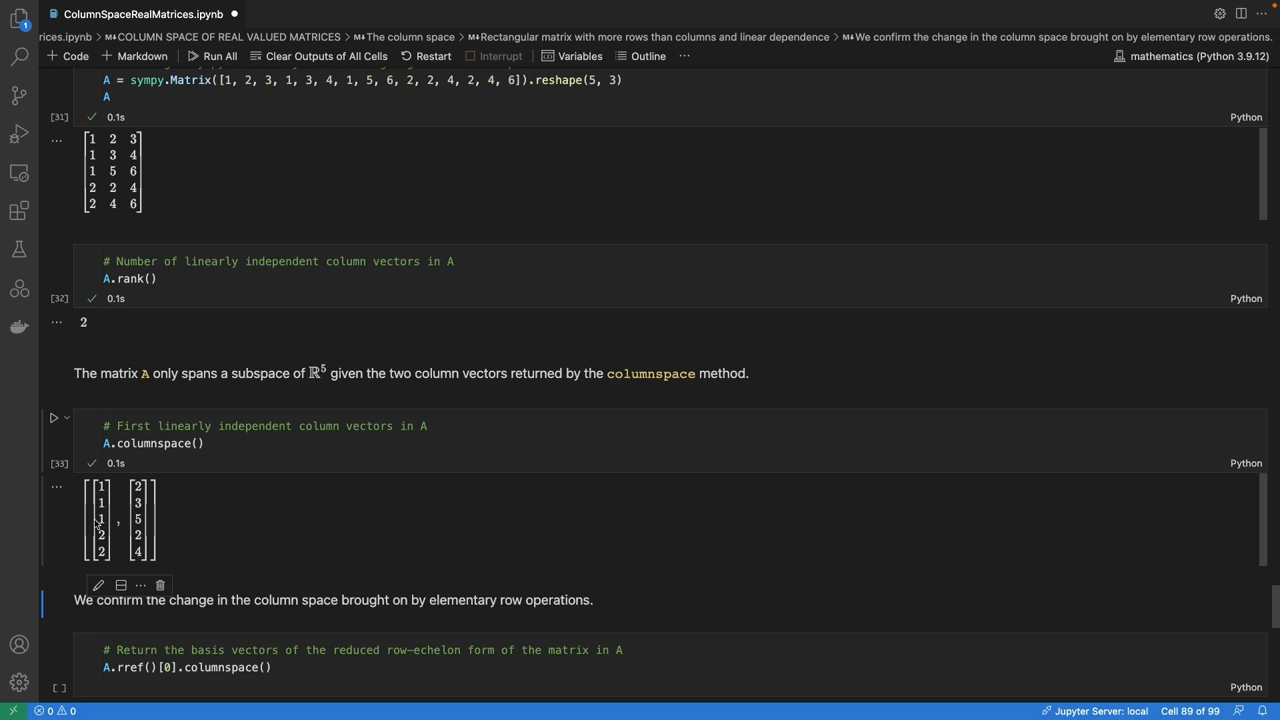 ColumnSpaceRealMatrices.ipynb
1
rices.ipynb > COLUMN SPACE OF REAL VALUED MATRICES > The column space > Rectangular matrix with more rows than columns and linear dependence > We confirm the change in the column space brought on by elementary row operations.
+ Code + Markdown Run All Clear Outputs of All Cells Restart Interrupt Variables Outline ... mathematics (Python 3.9.12)
A = sympy.Matrix([1, 2, 3, 1, 3, 4, 1, 5, 6, 2, 2, 4, 2, 4, 6]).reshape(5, 3)
A
[31] ✓ 0.1s Python
1 2 3
1 3 4
1 5 6
2 2 4
2 4 6
# Number of linearly independent column vectors in A
A.rank()
[32] ✓ 0.1s Python
2
The matrix A only spans a subspace of ℝ⁵ given the two column vectors returned by the columnspace method.
# First linearly independent column vectors in A
A.columnspace()
[33] ✓ 0.1s Python
1 2
1 3
1 , 5
2 2
2 4
We confirm the change in the column space brought on by elementary row operations.
# Return the basis vectors of the reduced row-echelon form of the matrix in A
A.rref()[0].columnspace()
[ ] Python
0 0 Jupyter Server: local Cell 89 of 99